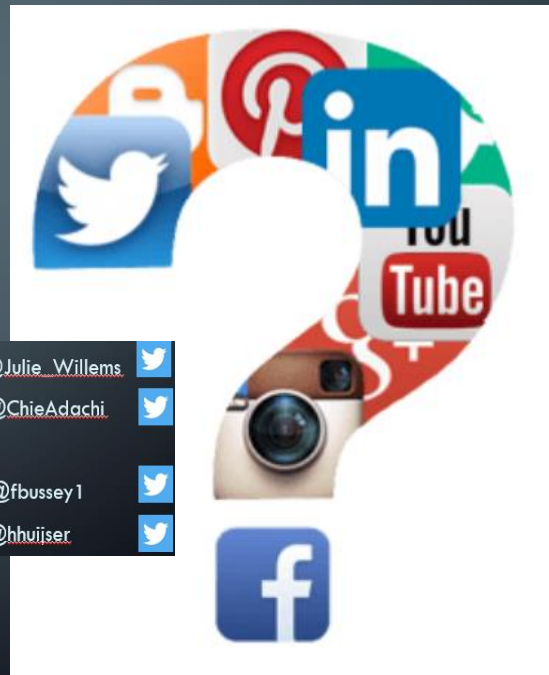 in
You
Tube
g+
@Julie_Willems
@ChieAdachi
@fbussey1
@hhuijser
f